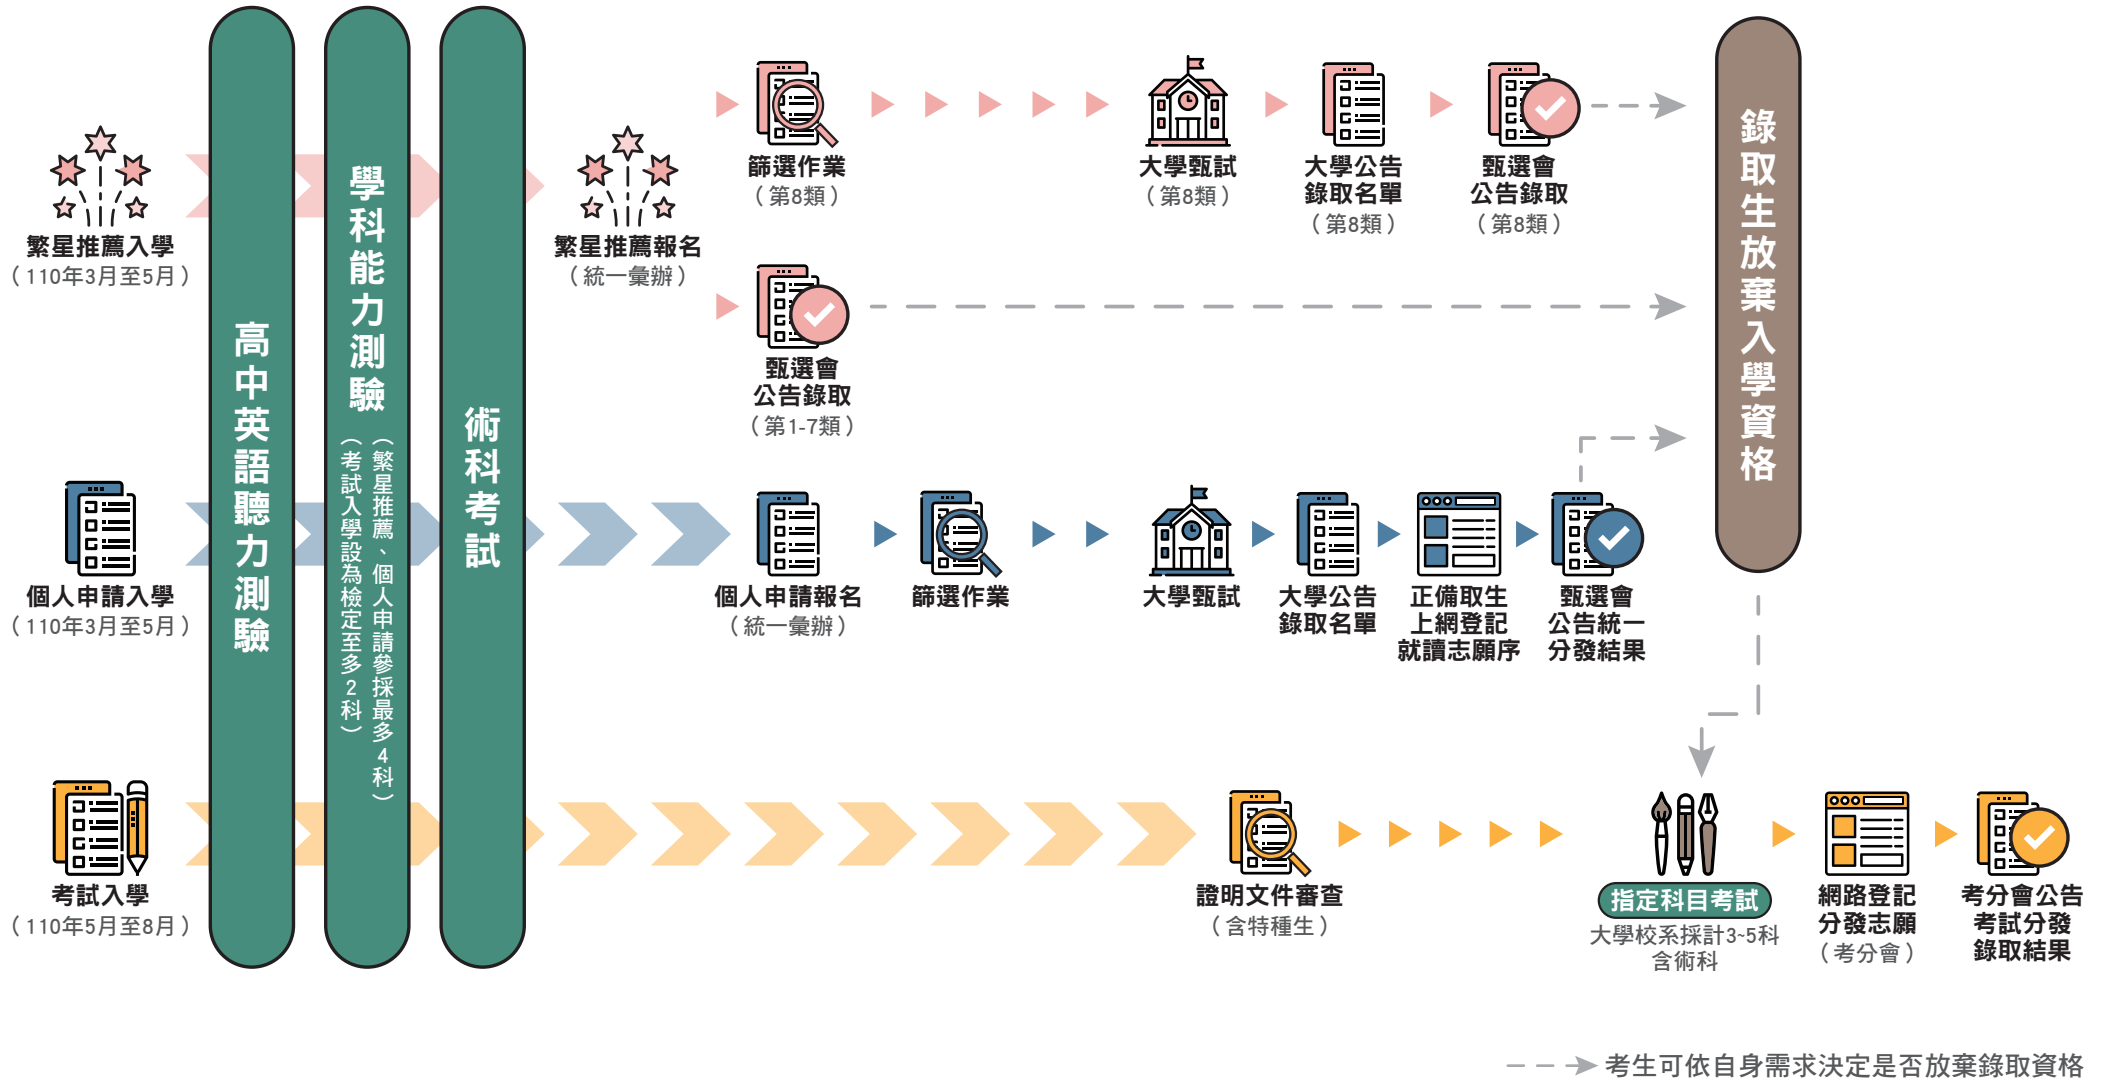 繁星推薦入學
（110年3月至5月）
個人申請入學
（110年3月至5月）
考試入學
（110年5月至8月）
高中英語聽力測驗
學科能力測驗
（繁星推薦、個人申請參採最多4科）
（考試入學設為檢定至多2科）
術科考試
繁星推薦報名
（統一彙辦）
篩選作業
（第8類）
大學甄試
（第8類）
大學公告
錄取名單
（第8類）
甄選會
公告錄取
（第8類）
甄選會
公告錄取
（第1-7類）
個人申請報名
（統一彙辦）
篩選作業
大學甄試
大學公告
錄取名單
正備取生
上網登記
就讀志願序
甄選會
公告統一
分發結果
錄取生放棄入學資格
證明文件審查
（含特種生）
指定科目考試
大學校系採計3~5科
含術科
網路登記
分發志願
（考分會）
考分會公告
考試分發
錄取結果
考生可依自身需求決定是否放棄錄取資格